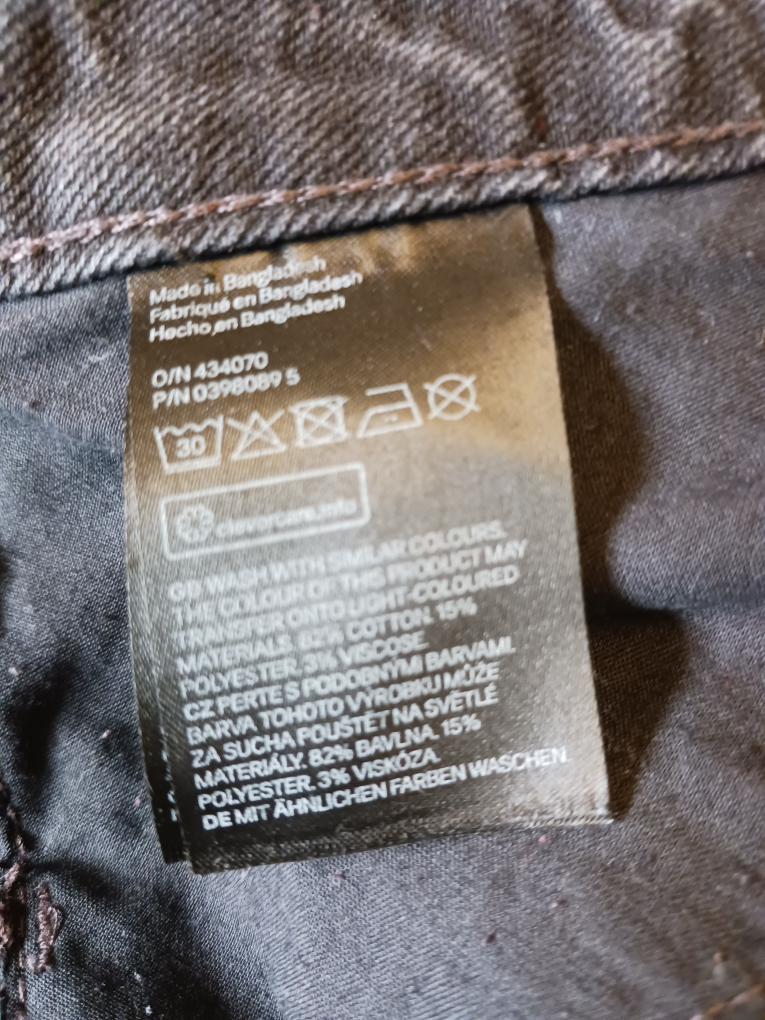 Made in Bangladesh
Fabriqué en Bangladesh
Hecho en Bangladesh
O/N 434070
P/N 0398089 5
30
clevercare.info
GB WASH WITH SIMILAR COLOURS.
THE COLOUR OF THIS PRODUCT MAY
TRANSFER ONTO LIGHT-COLOURED
MATERIALS. 82% COTTON. 15%
POLYESTER. 3% VISCOSE.
CZ PERTE S PODOBNÝMI BARVAMI.
BARVA TOHOTO VÝROBKU MŮŽE
ZA SUCHA POUŠTĚT NA SVĚTLÉ
MATERIÁLY. 82% BAVLNA. 15%
POLYESTER. 3% VISKÓZA.
DE MIT ÄHNLICHEN FARBEN WASCHEN.